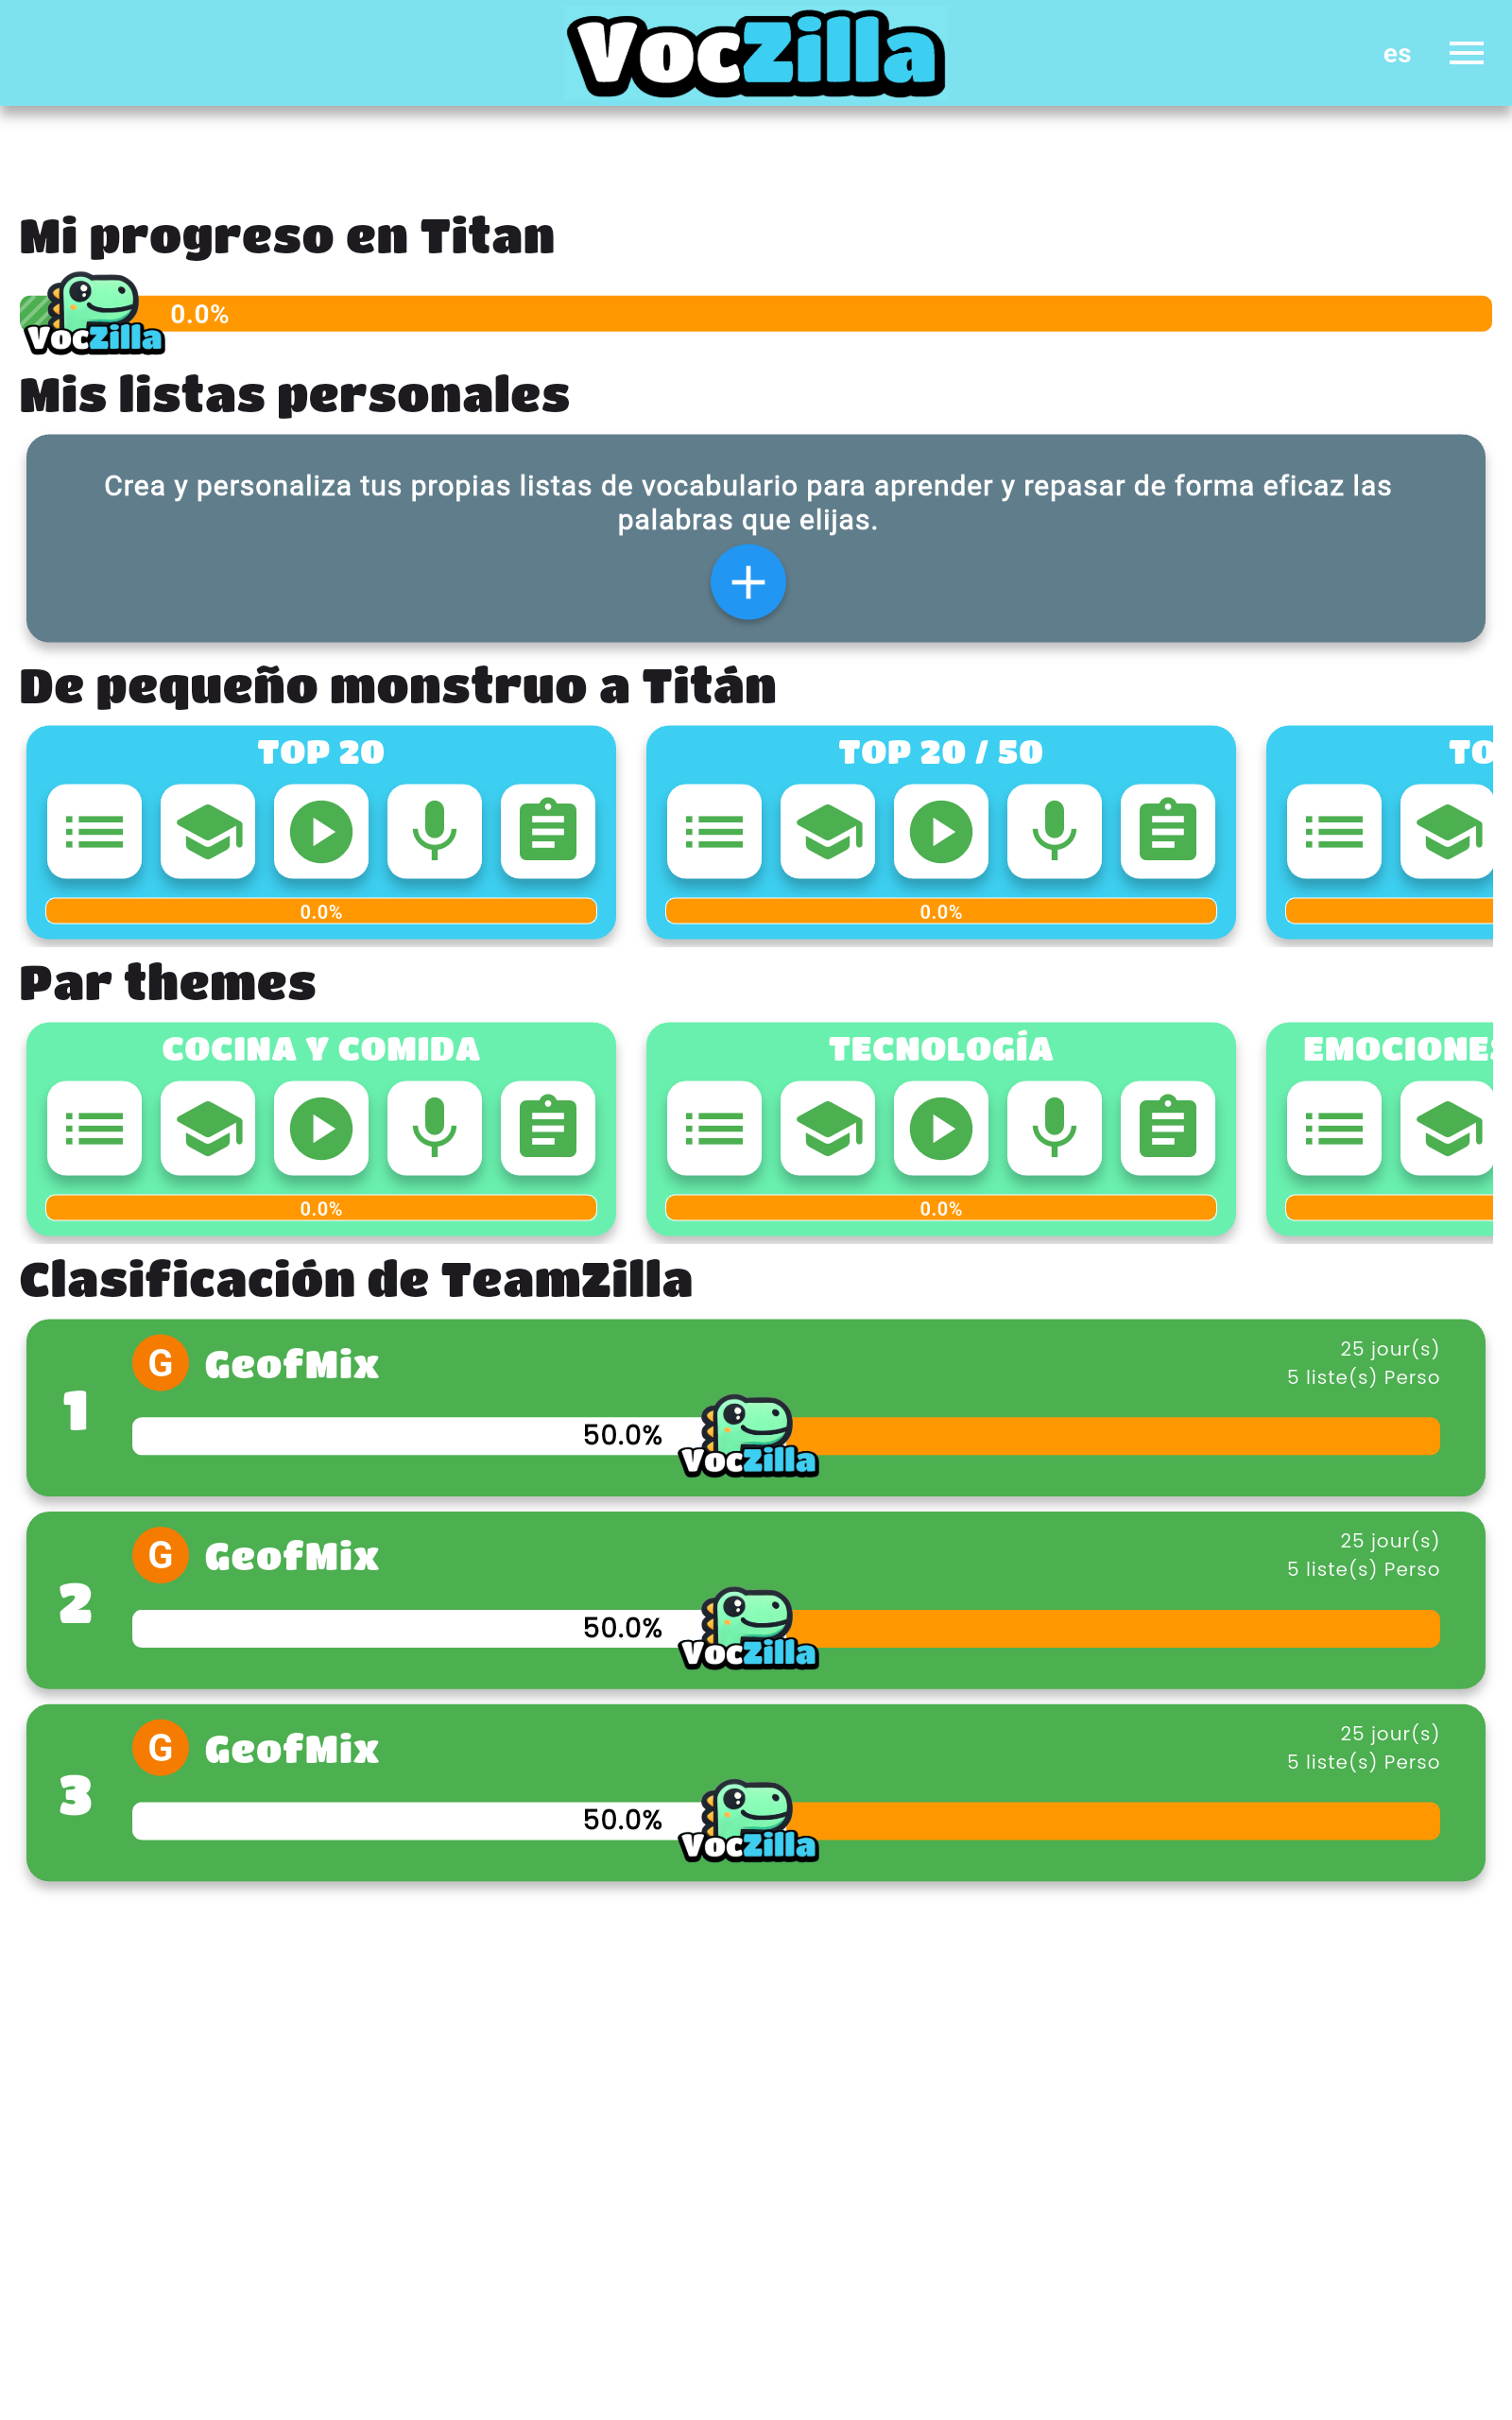 VocZilla
es
Mi progreso en Titan
VocZilla
0.0%
Mis listas personales
Crea y personaliza tus propias listas de vocabulario para aprender y repasar de forma eficaz las
palabras que elijas.
De pequeño monstruo a Titán
TOP 20
TOP 20 / 50
TO
0.0%
0.0%
Par themes
COCINA Y COMIDA
TECNOLOGÍA
EMOCIONES
0.0%
0.0%
Clasificación de TeamZilla
1
G
GeofMix
25 jour(s)
5 liste(s) Perso
50.0%
VocZilla
2
G
GeofMix
25 jour(s)
5 liste(s) Perso
50.0%
VocZilla
3
G
GeofMix
25 jour(s)
5 liste(s) Perso
50.0%
VocZilla